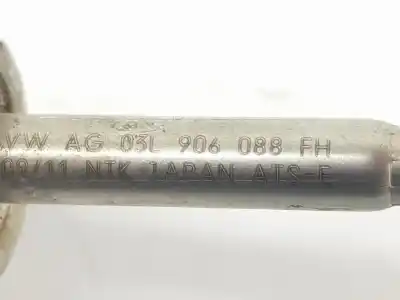 VW AG 03L 906 088 FH
09/11 NTK JAPAN ATS-F